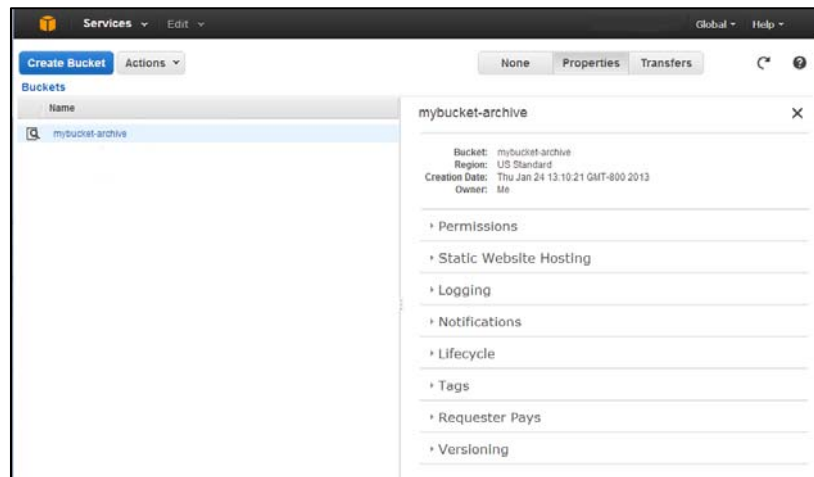 Services Edit Global Help
Create Bucket Actions None Properties Transfers
Buckets
Name
mybucket-archive
mybucket-archive
Bucket: mybucket-archive
Region: US Standard
Creation Date: Thu Jan 24 13:10:21 GMT-800 2013
Owner: Me
Permissions
Static Website Hosting
Logging
Notifications
Lifecycle
Tags
Requester Pays
Versioning